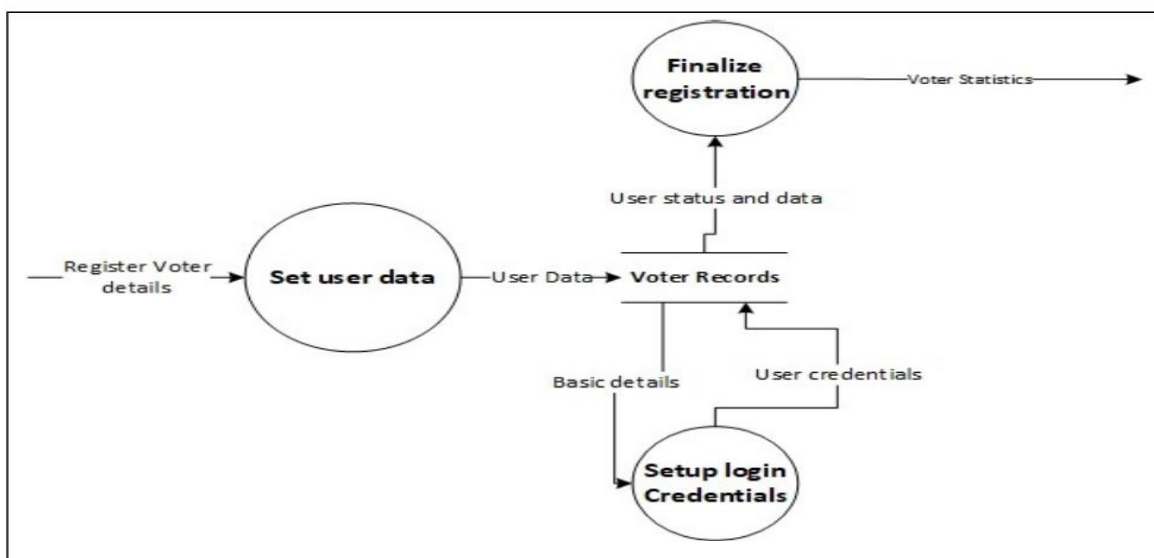 Finalize
registration
Voter Statistics
User status and data
Register Voter
details
Set user data
User Data
Voter Records
Basic details
User credentials
Setup login
Credentials